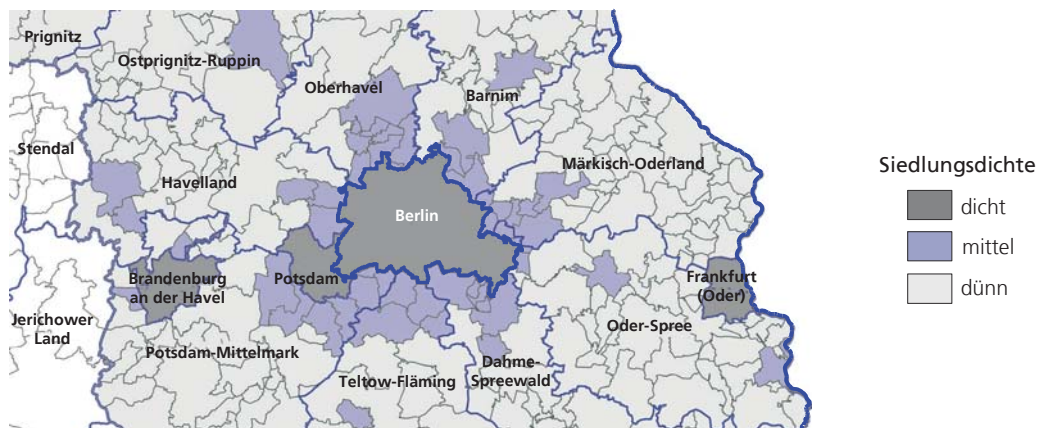 Prignitz
Ostprignitz-Ruppin
Oberhavel
Barnim
Stendal
Havelland
Märkisch-Oderland
Berlin
Brandenburg
an der Havel
Potsdam
Frankfurt
(Oder)
Jerichower
Land
Potsdam-Mittelmark
Oder-Spree
Teltow-Fläming
Dahme-
Spreewald
Siedlungsdichte
dicht
mittel
dünn